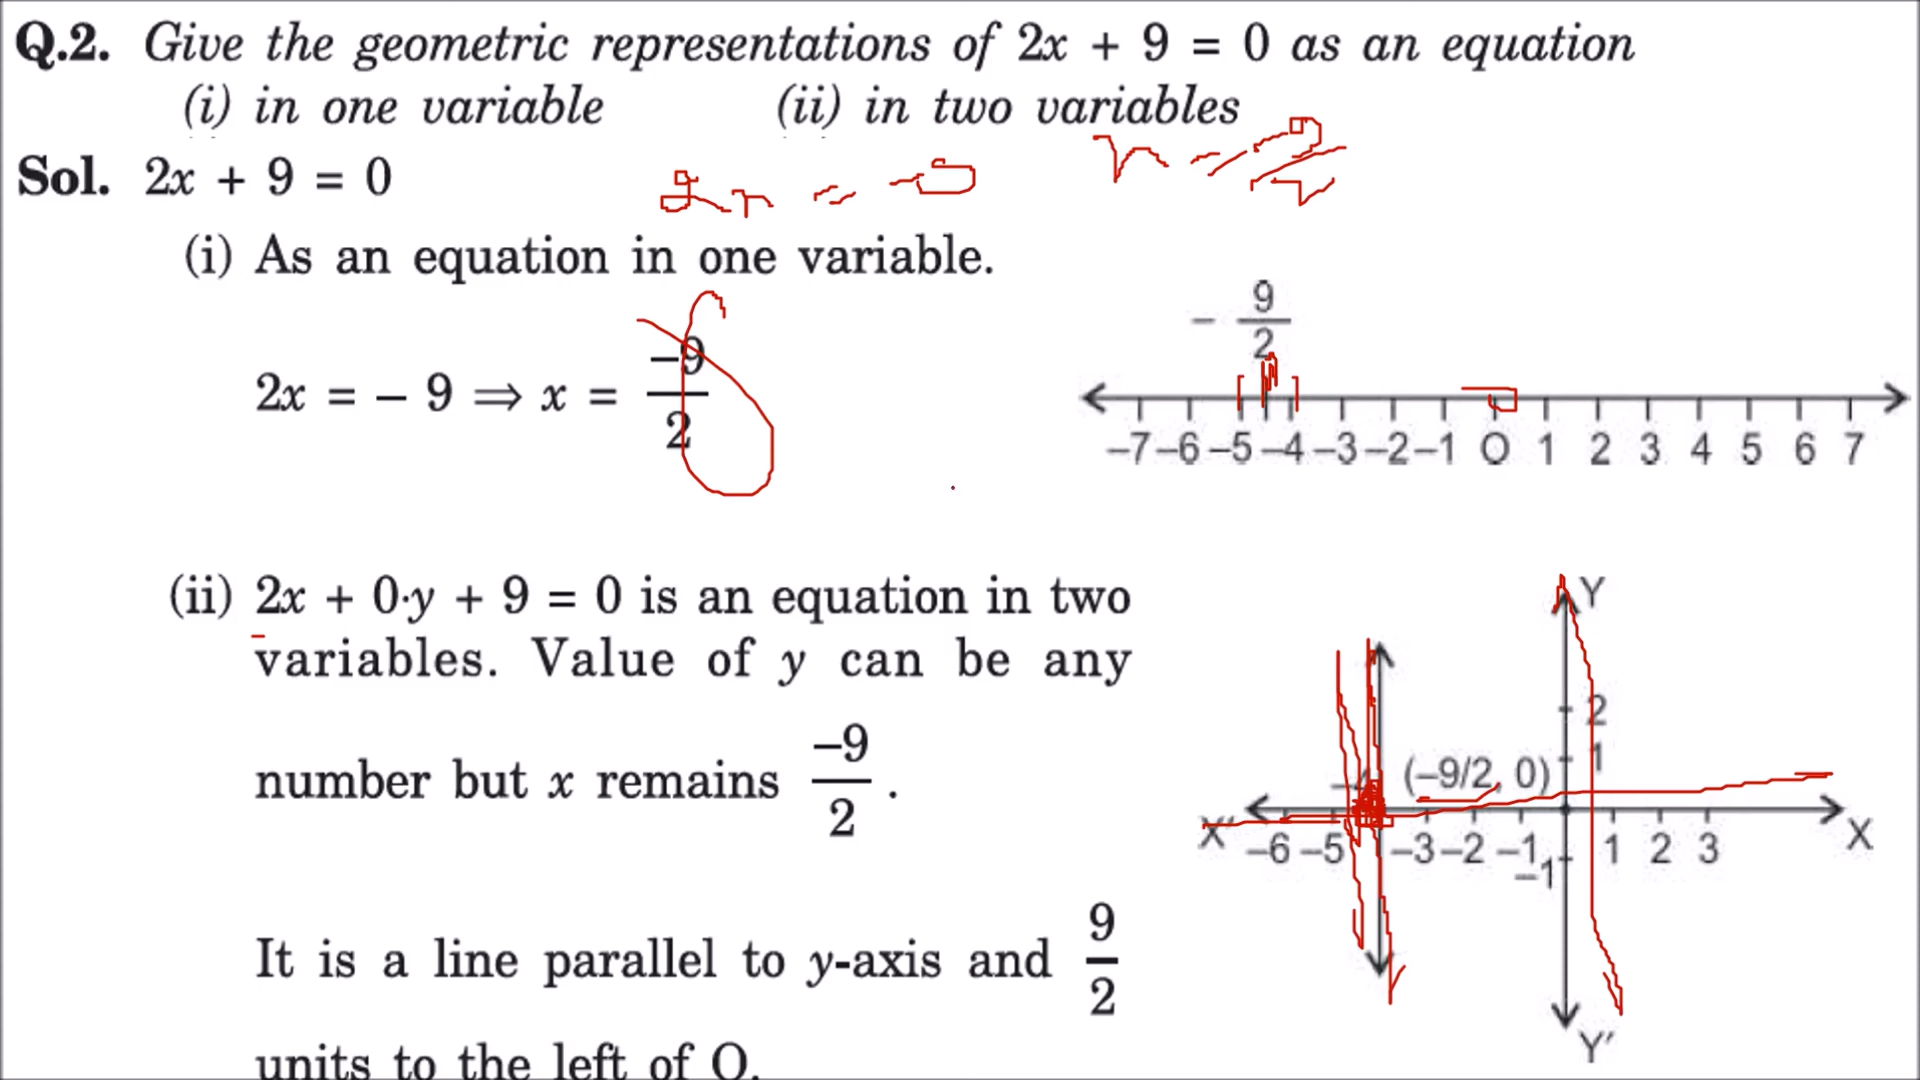 Q.2. Give the geometric representations of 2x + 9 = 0 as an equation
(i) in one variable (ii) in two variables
Sol. 2x + 9 = 0
(i) As an equation in one variable.
2x = – 9 ⇒ x = –9/2
– 9/2
–7 –6 –5 –4 –3 –2 –1 O 1 2 3 4 5 6 7
(ii) 2x + 0·y + 9 = 0 is an equation in two
variables. Value of y can be any
number but x remains –9/2 .
It is a line parallel to y-axis and 9/2
units to the left of O.
Y
2
1
(–9/2, 0)
X′ –6 –5 –3 –2 –1 1 2 3 X
–1
Y′